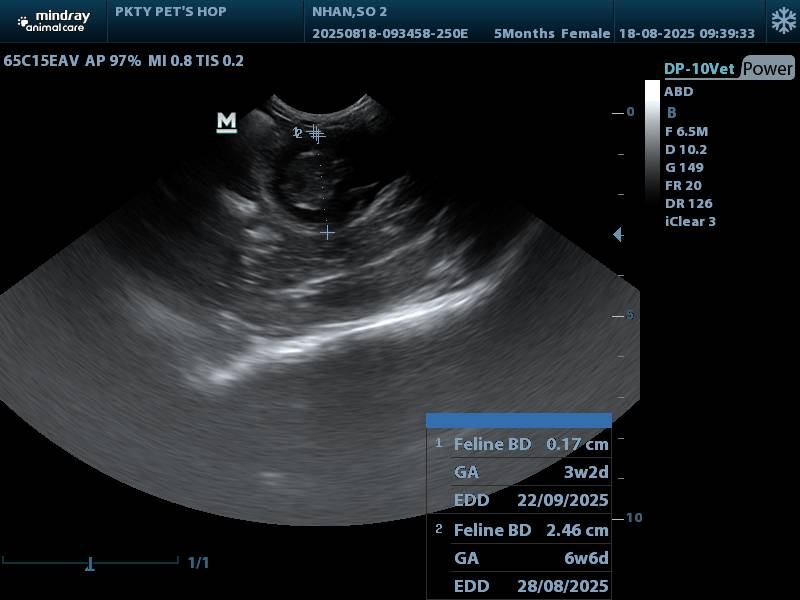 mindray
animal care
PKTY PET'S HOP
NHAN,SO 2
20250818-093458-250E 5Months Female 18-08-2025 09:39:33
65C15EAV AP 97% MI 0.8 TIS 0.2
DP-10Vet Power
ABD
B
F 6.5M
D 10.2
G 149
FR 20
DR 126
iClear 3
M
1 2
0
5
10
1 Feline BD 0.17 cm
GA 3w2d
EDD 22/09/2025
2 Feline BD 2.46 cm
GA 6w6d
EDD 28/08/2025
1/1